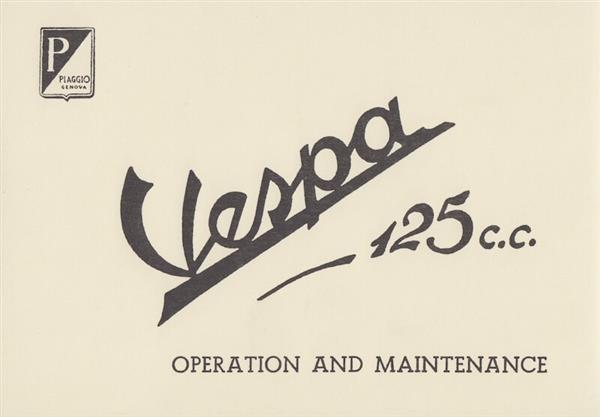 P
PIAGGIO
GENOVA
Vespa
125 c.c.
OPERATION AND MAINTENANCE